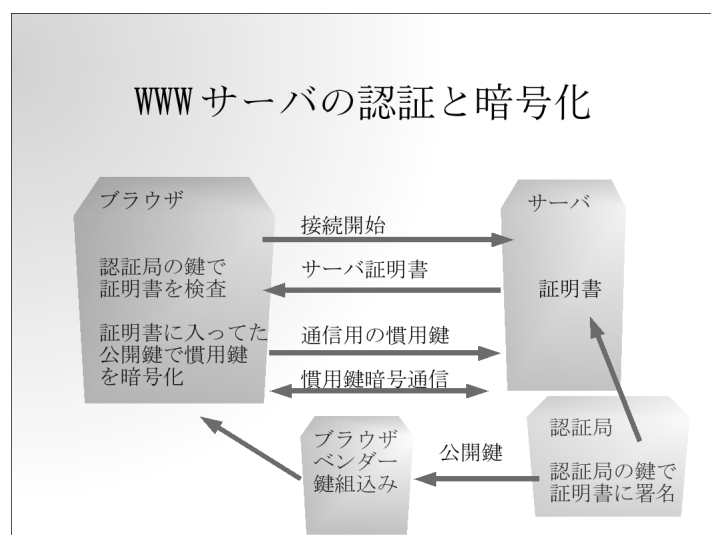 WWWサーバの認証と暗号化
ブラウザ
認証局の鍵で
証明書を検査
証明書に入ってた
公開鍵で慣用鍵
を暗号化
接続開始
サーバ証明書
通信用の慣用鍵
慣用鍵暗号通信
サーバ
証明書
ブラウザ
ベンダー
鍵組込み
公開鍵
認証局
認証局の鍵で
証明書に署名